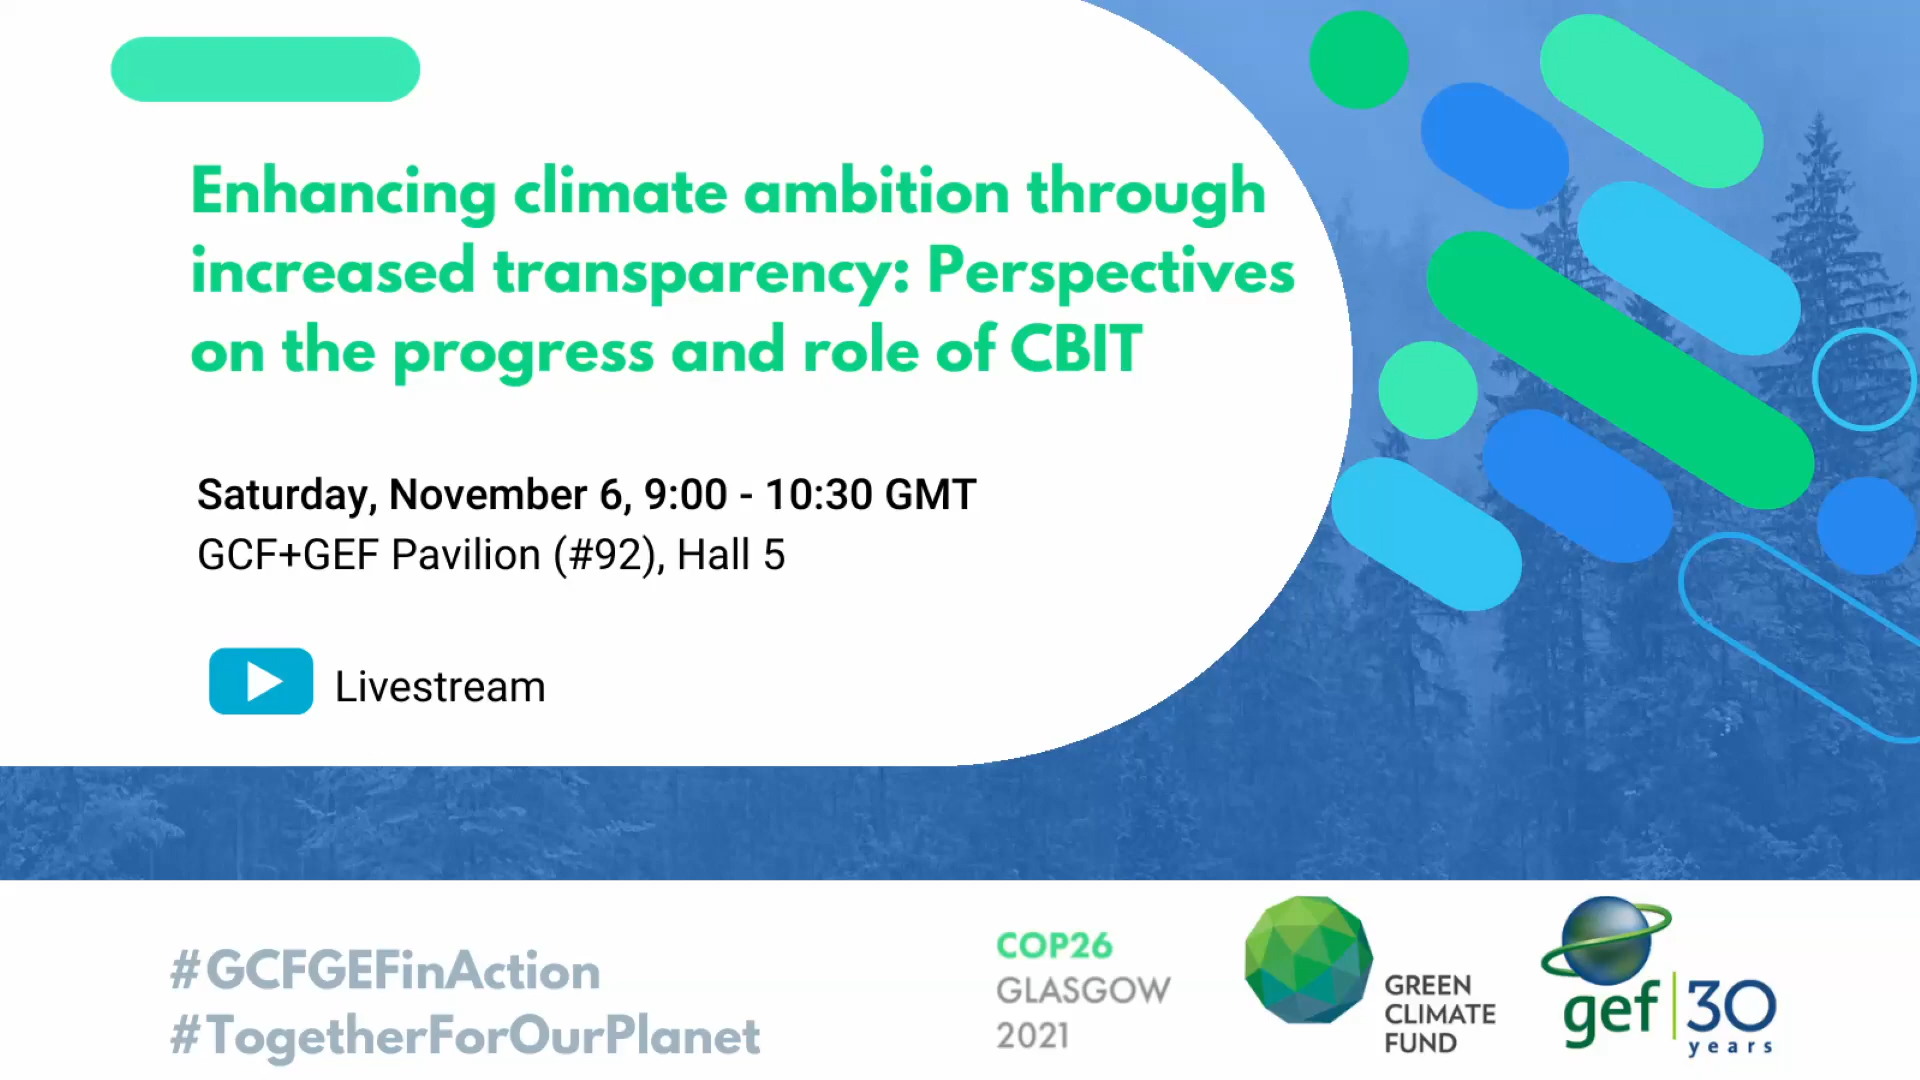 Enhancing climate ambition through
increased transparency: Perspectives
on the progress and role of CBIT
Saturday, November 6, 9:00 - 10:30 GMT
GCF+GEF Pavilion (#92), Hall 5
Livestream
#GCFGEFinAction
#TogetherForOurPlanet
COP26
GLASGOW
2021
GREEN
CLIMATE
FUND
gef 30
years